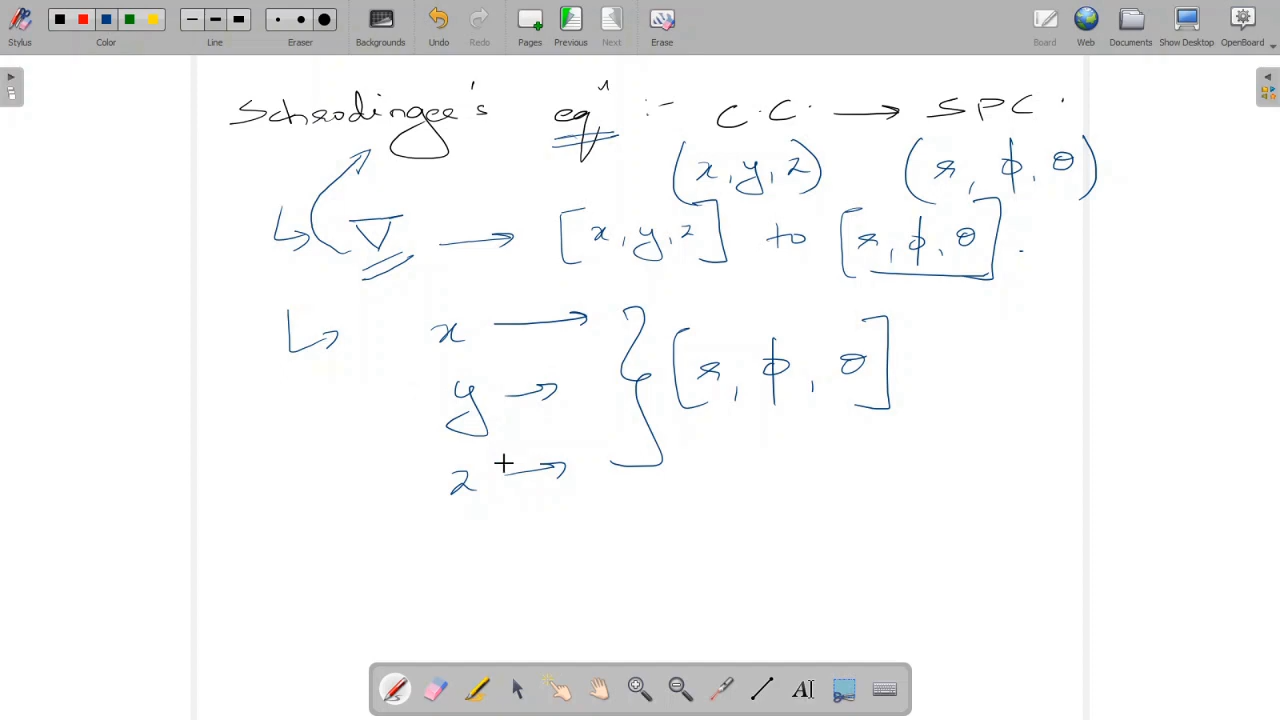 Stylus Color Line Eraser Backgrounds Undo Redo Pages Previous Next Erase Board Web Documents Show Desktop OpenBoard
Schrodinger's eqⁿ :- C.C. → SPC.
(x, y, z) (r, φ, θ)
↳ ∇ → [x, y, z] to [r, φ, θ].
↳ x →
y → } [r, φ, θ]
z →